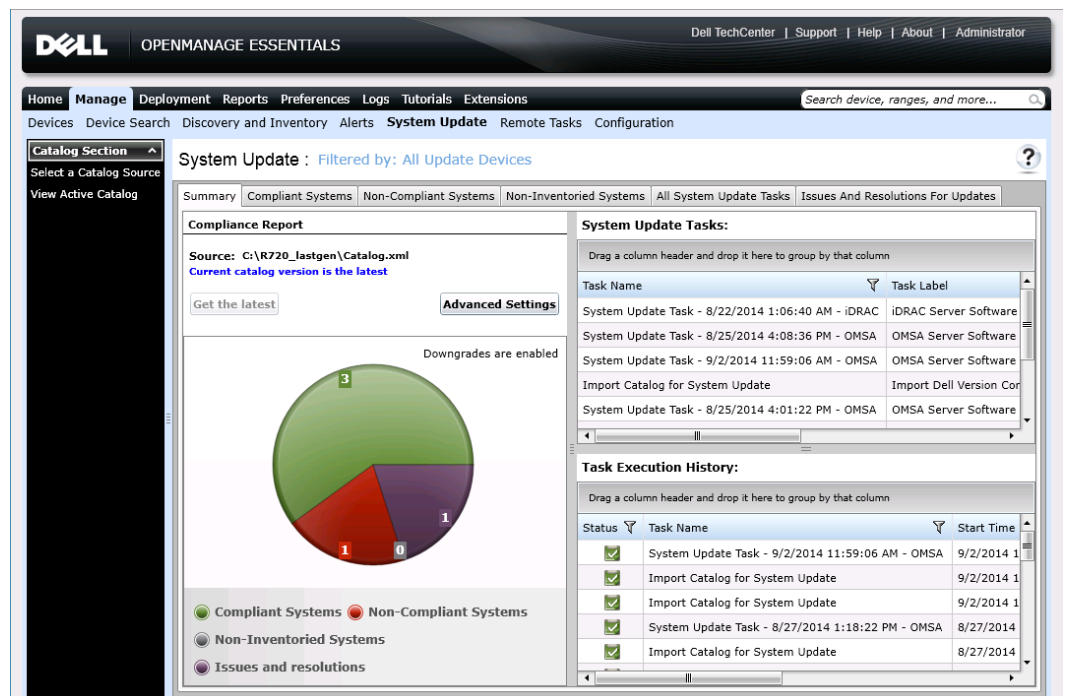 DELL OPENMANAGE ESSENTIALS
Dell TechCenter | Support | Help | About | Administrator
Home Manage Deployment Reports Preferences Logs Tutorials Extensions
Search device, ranges, and more...
Devices Device Search Discovery and Inventory Alerts System Update Remote Tasks Configuration
Catalog Section
Select a Catalog Source
View Active Catalog
System Update : Filtered by: All Update Devices
?
Summary Compliant Systems Non-Compliant Systems Non-Inventoried Systems All System Update Tasks Issues And Resolutions For Updates
Compliance Report
Source: C:\R720_lastgen\Catalog.xml
Current catalog version is the latest
Get the latest Advanced Settings
Downgrades are enabled
3
1
1
0
Compliant Systems Non-Compliant Systems
Non-Inventoried Systems
Issues and resolutions
System Update Tasks:
Drag a column header and drop it here to group by that column
Task Name Task Label
System Update Task - 8/22/2014 1:06:40 AM - iDRAC iDRAC Server Software
System Update Task - 8/25/2014 4:08:36 PM - OMSA OMSA Server Software
System Update Task - 9/2/2014 11:59:06 AM - OMSA OMSA Server Software
Import Catalog for System Update Import Dell Version Cor
System Update Task - 8/25/2014 4:01:22 PM - OMSA OMSA Server Software
Task Execution History:
Drag a column header and drop it here to group by that column
Status Task Name Start Time
System Update Task - 9/2/2014 11:59:06 AM - OMSA 9/2/2014 1
Import Catalog for System Update 9/2/2014 1
Import Catalog for System Update 9/2/2014 1
System Update Task - 8/27/2014 1:18:22 PM - OMSA 8/27/2014
Import Catalog for System Update 8/27/2014